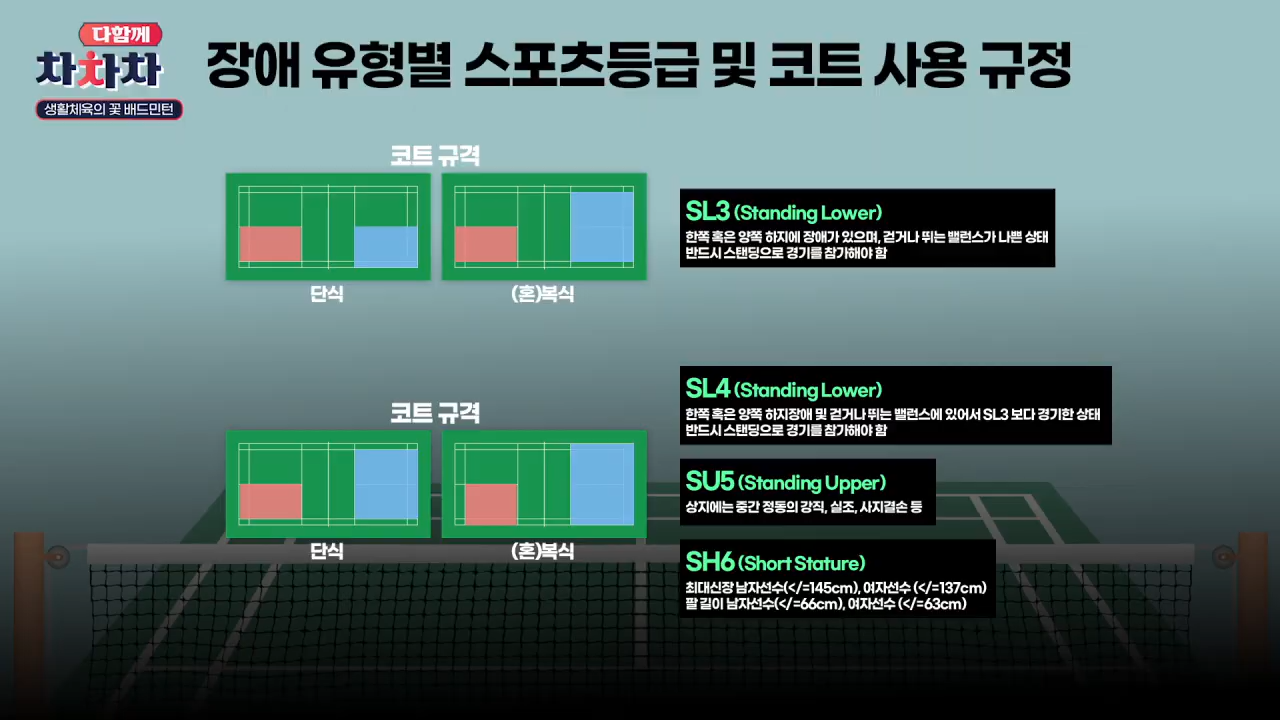 다함께
차차차
생활체육의 꽃 배드민턴
장애 유형별 스포츠등급 및 코트 사용 규정
코트 규격
단식
(혼)복식
SL3 (Standing Lower)
한쪽 혹은 양쪽 하지에 장애가 있으며, 걷거나 뛰는 밸런스가 나쁜 상태
반드시 스탠딩으로 경기를 참가해야 함
코트 규격
단식
(혼)복식
SL4 (Standing Lower)
한쪽 혹은 양쪽 하지장애 및 걷거나 뛰는 밸런스에 있어서 SL3 보다 경기한 상태
반드시 스탠딩으로 경기를 참가해야 함
SU5 (Standing Upper)
상지에는 중간 정동의 강직, 실조, 사지결손 등
SH6 (Short Stature)
최대신장 남자선수(</=145cm), 여자선수 (</=137cm)
팔 길이 남자선수(</=66cm), 여자선수 (</=63cm)